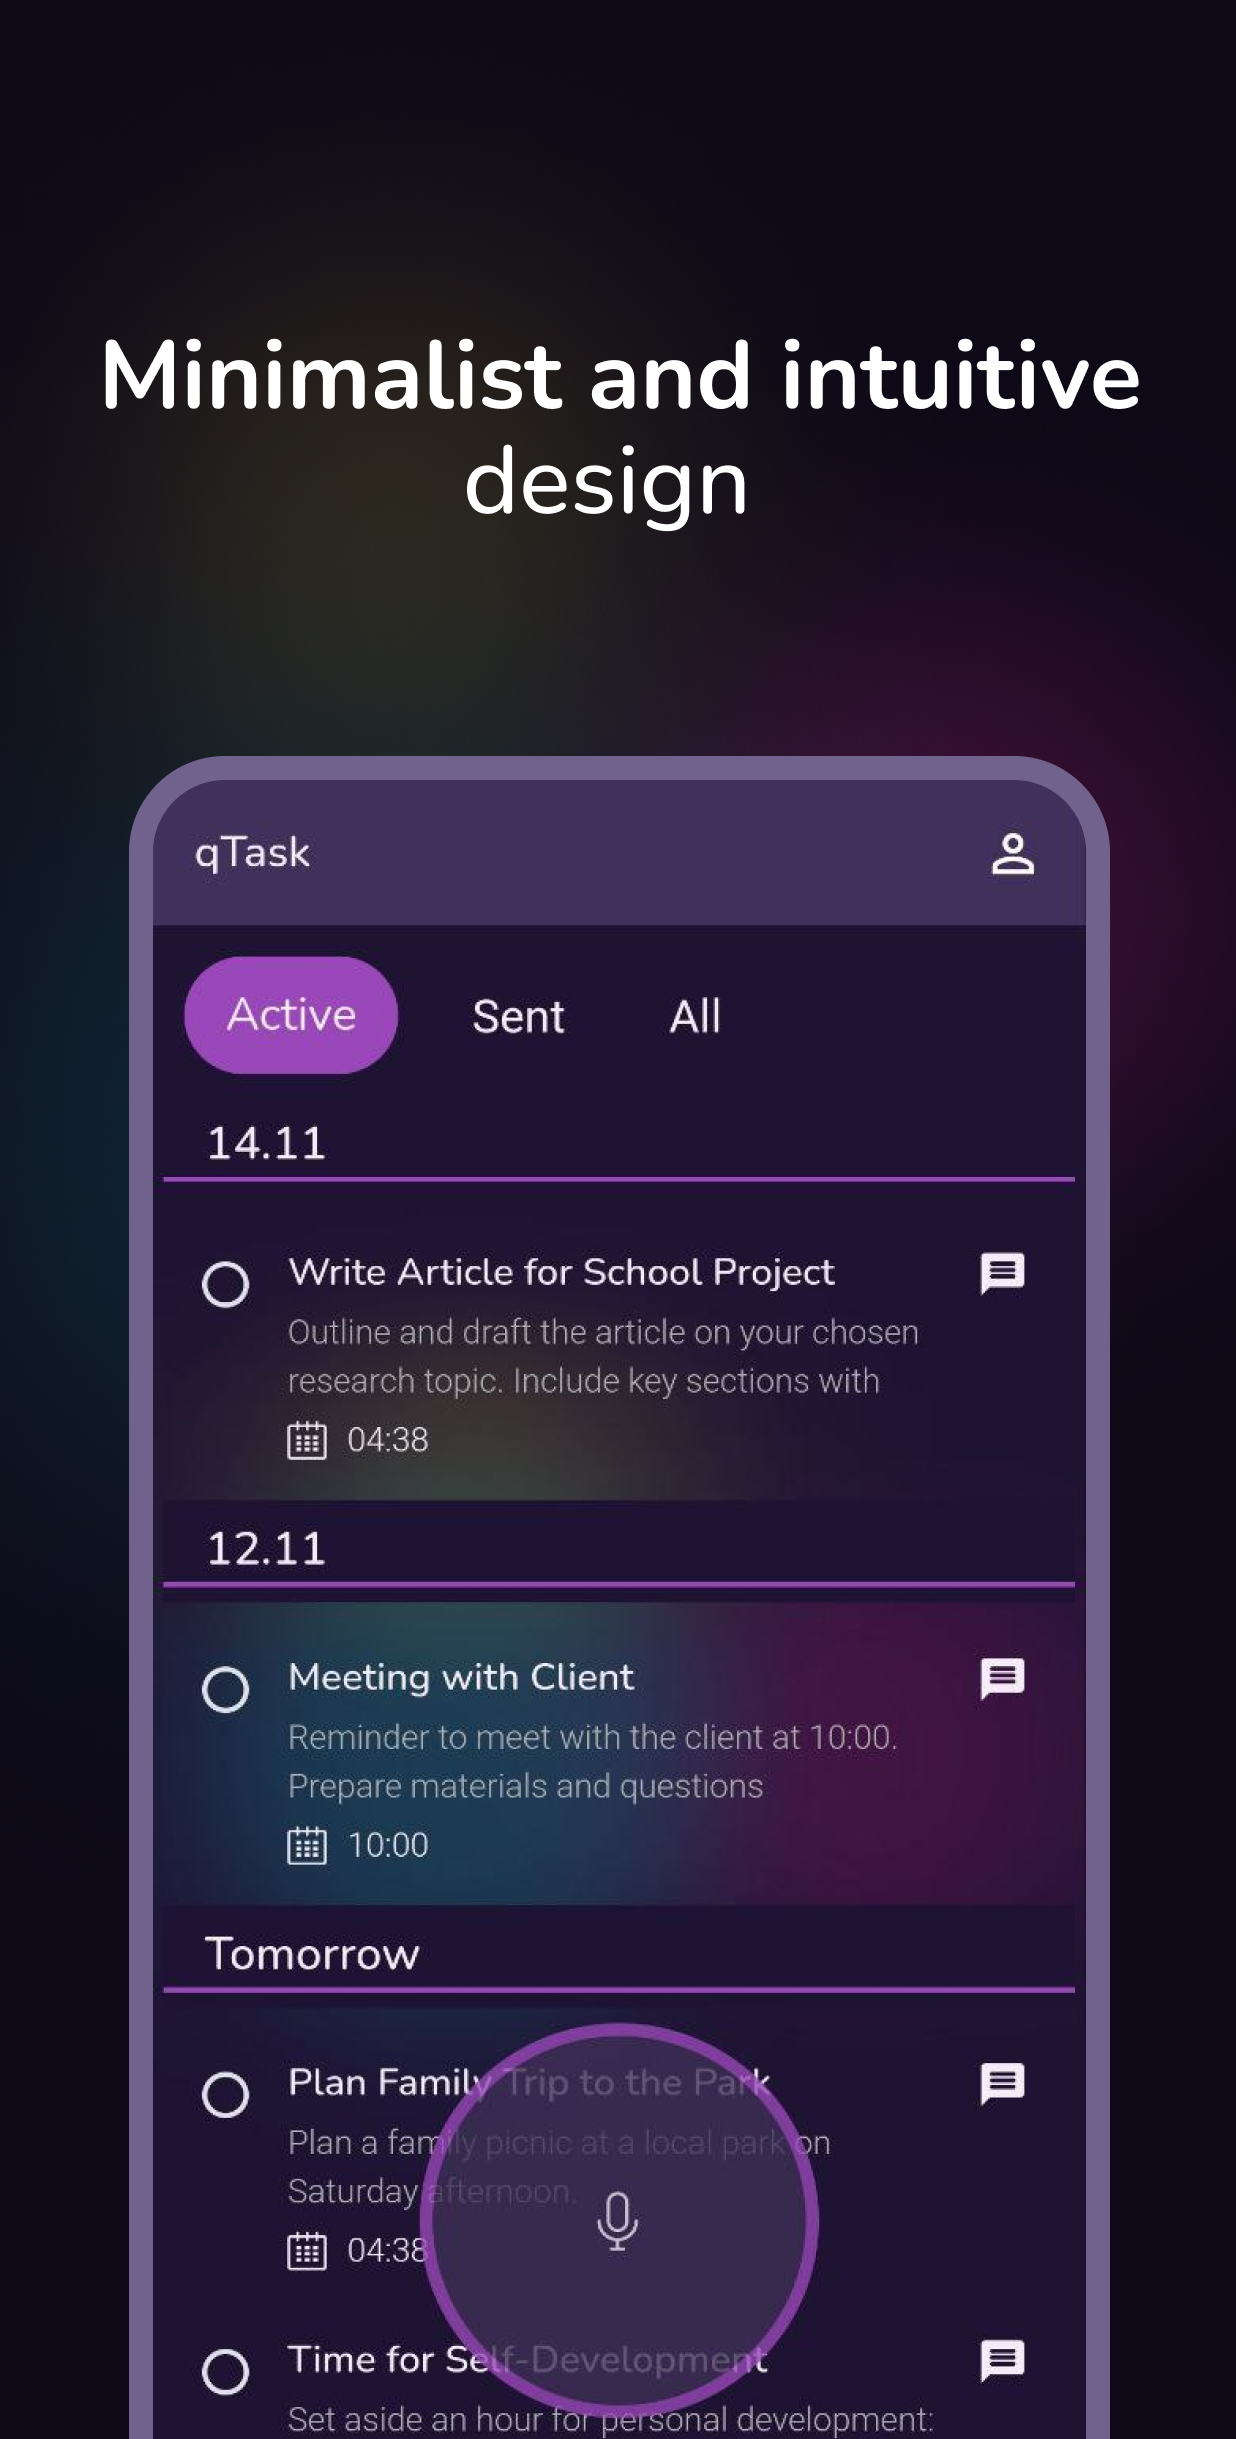 Minimalist and intuitive
design
qTask
Active Sent All
14.11
Write Article for School Project
Outline and draft the article on your chosen
research topic. Include key sections with
04:38
12.11
Meeting with Client
Reminder to meet with the client at 10:00.
Prepare materials and questions
10:00
Tomorrow
Plan Family Trip to the Park
Plan a family picnic at a local park on
Saturday afternoon.
04:38
Time for Self-Development
Set aside an hour for personal development: